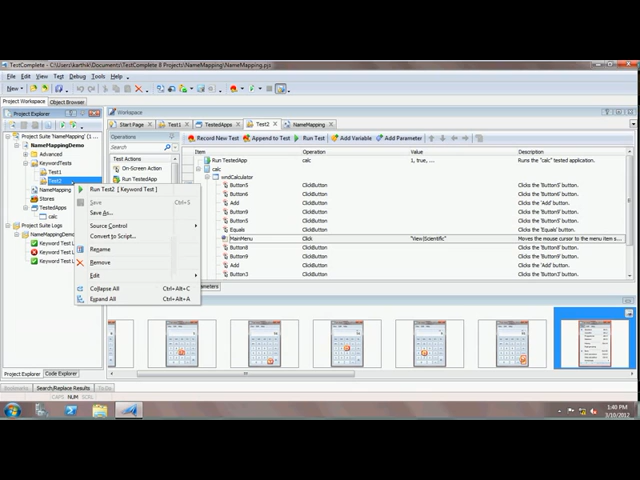 TestComplete - C:\Users\karthik\Documents\TestComplete 8 Projects\NameMapping\NameMapping.pjs
File Edit View Test Debug Tools Help
New
Project Workspace Object Browser
Project Explorer
Workspace
Start Page Test1 TestedApps Test2 NameMapping
Operations
Search
Test Actions
On-Screen Action
Run TestedApp
Record New Test Append to Test Run Test Add Variable Add Parameter
Item Operation Value Description
Run TestedApp calc 1, true, ... Runs the "calc" tested application.
calc
wndCalculator
Button5 ClickButton Clicks the 'Button5' button.
Button6 ClickButton Clicks the 'Button6' button.
Add ClickButton Clicks the 'Add' button.
Button9 ClickButton Clicks the 'Button9' button.
Button5 ClickButton Clicks the 'Button5' button.
Equals ClickButton Clicks the 'Equals' button.
MainMenu Click "View|Scientific" Moves the mouse cursor to the menu item s...
Button9 ClickButton Clicks the 'Button9' button.
Button8 ClickButton Clicks the 'Button8' button.
Add ClickButton Clicks the 'Add' button.
Button3 ClickButton Clicks the 'Button3' button.
Project Suite 'NameMapping' (1 ...
NameMappingDemo
Advanced
KeywordTests
Test1
Test2
NameMapping
Stores
TestedApps
calc
Project Suite Logs
NameMappingDemo
Keyword Test
Keyword Test
Keyword Test
Run Test2 [Keyword Test]
Save Ctrl+S
Save As...
Source Control
Convert to Script...
Rename
Remove
Edit
Collapse All Ctrl+Alt+C
Expand All Ctrl+Alt+A
Project Explorer Code Explorer
Bookmarks Search/Replace Results To Do
CAPS NUM SCRL
1:40 PM
3/10/2012